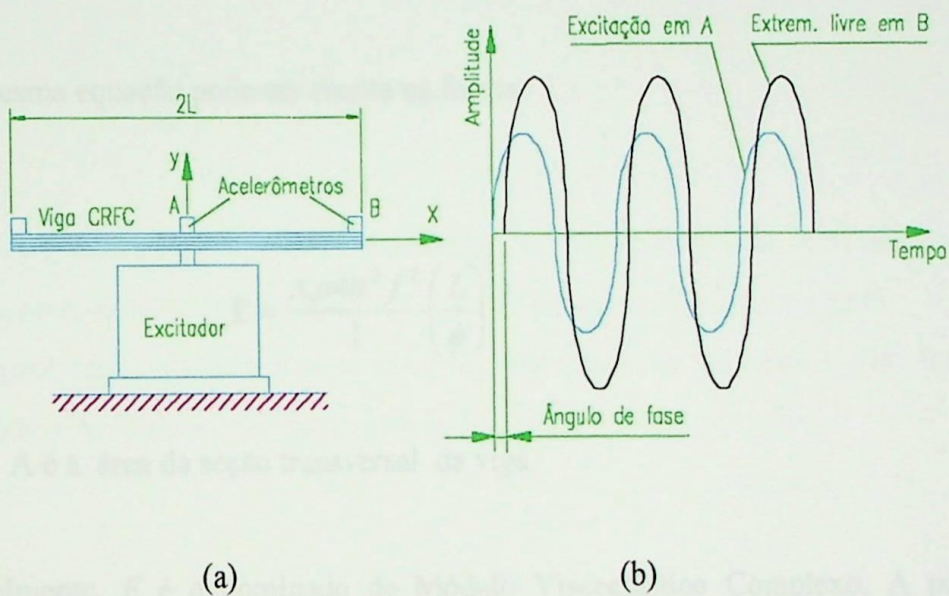 2L
y
Acelerômetros
Viga CRFC
A
B
X
Excitador
(a)
Excitação em A
Extrem. livre em B
Amplitude
Tempo
Ângulo de fase
(b)
A é a área da seção transversal da viga.